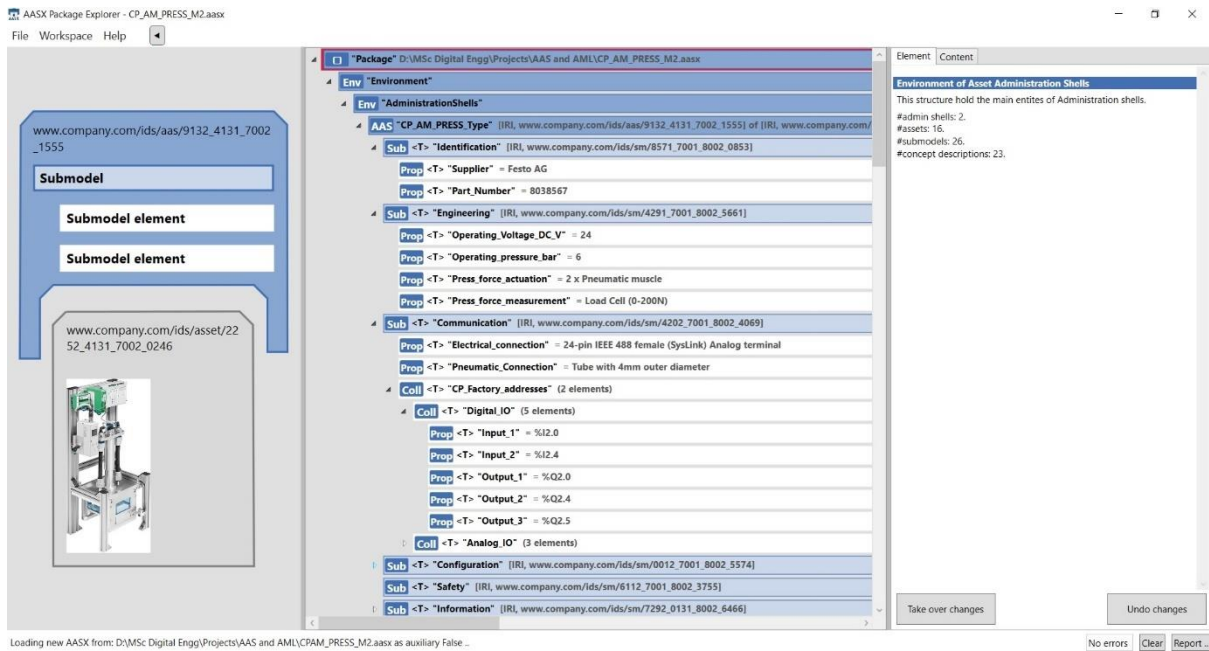 AASX Package Explorer - CP_AM_PRESS_M2.aasx
File Workspace Help
www.company.com/ids/aas/9132_4131_7002
_1555
Submodel
Submodel element
Submodel element
www.company.com/ids/asset/22
52_4131_7002_0246
"Package" D:\MSc Digital Engg\Projects\AAS and AML\CP_AM_PRESS_M2.aasx
Env "Environment"
Env "AdministrationShells"
AAS "CP_AM_PRESS_Type" [IRI, www.company.com/ids/aas/9132_4131_7002_1555] of [IRI, www.company.com/
Sub <T> "Identification" [IRI, www.company.com/ids/sm/8571_7001_8002_0853]
Prop <T> "Supplier" = Festo AG
Prop <T> "Part_Number" = 8038567
Sub <T> "Engineering" [IRI, www.company.com/ids/sm/4291_7001_8002_5661]
Prop <T> "Operating_Voltage_DC_V" = 24
Prop <T> "Operating_pressure_bar" = 6
Prop <T> "Press_force_actuation" = 2 x Pneumatic muscle
Prop <T> "Press_force_measurement" = Load Cell (0-200N)
Sub <T> "Communication" [IRI, www.company.com/ids/sm/4202_7001_8002_4069]
Prop <T> "Electrical_connection" = 24-pin IEEE 488 female (SysLink) Analog terminal
Prop <T> "Pneumatic_Connection" = Tube with 4mm outer diameter
Coll <T> "CP_Factory_addresses" (2 elements)
Coll <T> "Digital_IO" (5 elements)
Prop <T> "Input_1" = %I2.0
Prop <T> "Input_2" = %I2.4
Prop <T> "Output_1" = %Q2.0
Prop <T> "Output_2" = %Q2.4
Prop <T> "Output_3" = %Q2.5
Coll <T> "Analog_IO" (3 elements)
Sub <T> "Configuration" [IRI, www.company.com/ids/sm/0012_7001_8002_5574]
Sub <T> "Safety" [IRI, www.company.com/ids/sm/6112_7001_8002_3755]
Sub <T> "Information" [IRI, www.company.com/ids/sm/7292_0131_8002_6466]
Element Content
Environment of Asset Administration Shells
This structure hold the main entites of Administration shells.
#admin shells: 2.
#assets: 16.
#submodels: 26.
#concept descriptions: 23.
Take over changes Undo changes
Loading new AASX from: D:\MSc Digital Engg\Projects\AAS and AML\CPAM_PRESS_M2.aasx as auxiliary False ..
No errors Clear Report ..